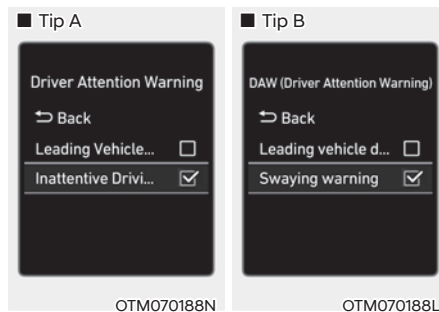 ■ Tip A
Driver Attention Warning
Back
Leading Vehicle...
Inattentive Drivi...
OTM070188N
■ Tip B
DAW (Driver Attention Warning)
Back
Leading vehicle d...
Swaying warning
OTM070188L